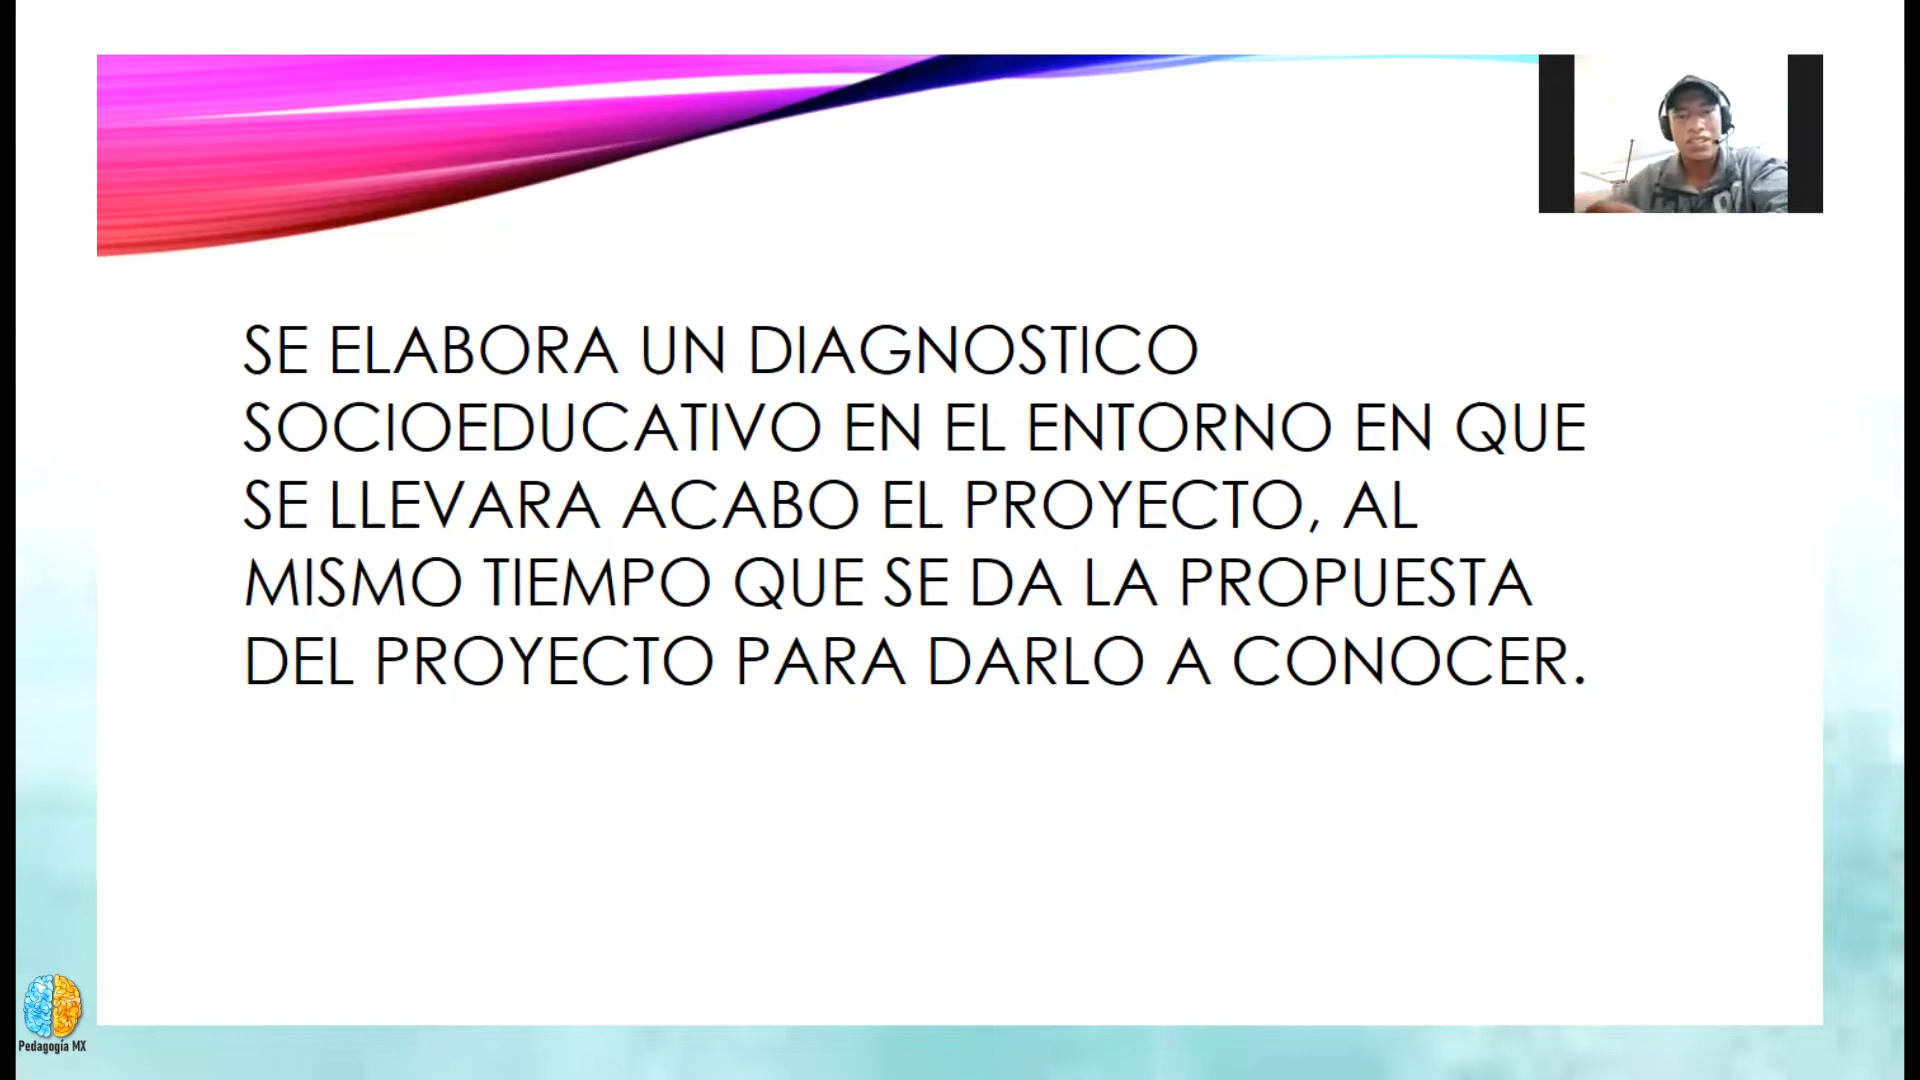 SE ELABORA UN DIAGNOSTICO
SOCIOEDUCATIVO EN EL ENTORNO EN QUE
SE LLEVARA ACABO EL PROYECTO, AL
MISMO TIEMPO QUE SE DA LA PROPUESTA
DEL PROYECTO PARA DARLO A CONOCER.
Pedagogía MX